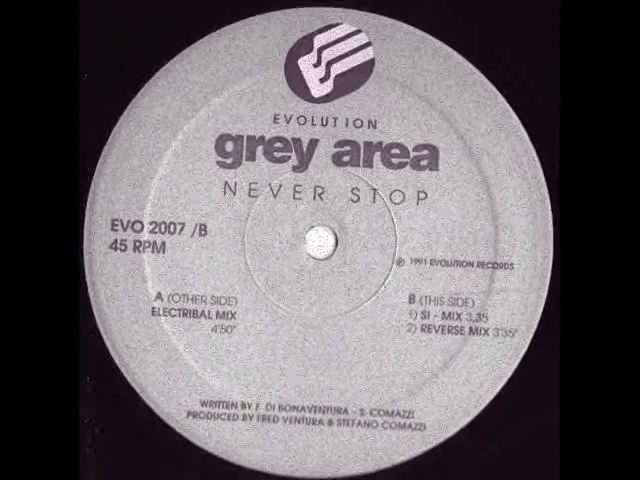 EVOLUTION
grey area
NEVER STOP
EVO 2007 /B
45 RPM
℗ 1991 EVOLUTION RECORDS
A (OTHER SIDE)
ELECTRIBAL MIX
4'50"
B (THIS SIDE)
1) SI - MIX 3.35
2) REVERSE MIX 3'35"
WRITTEN BY F. DI BONAVENTURA - S. COMAZZI
PRODUCED BY FRED VENTURA & STEFANO COMAZZI